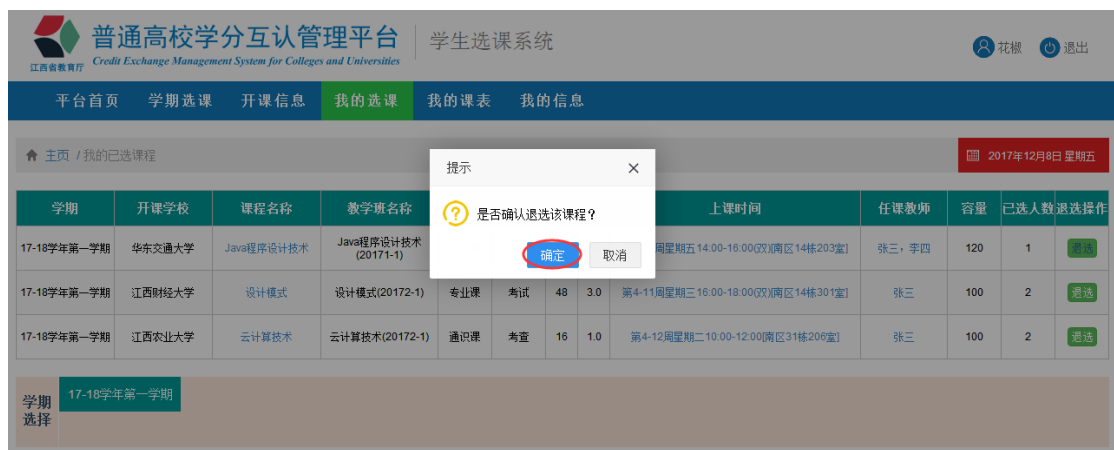 普通高校学分互认管理平台 学生选课系统
江西省教育厅 Credit Exchange Management System for Colleges and Universities
花椒 退出
平台首页 学期选课 开课信息 我的选课 我的课表 我的信息
主页 / 我的已选课程
2017年12月8日 星期五
提示
是否确认退选该课程?
确定 取消
学期 开课学校 课程名称 教学班名称 上课时间 任课教师 容量 已选人数 退选操作
17-18学年第一学期 华东交通大学 Java程序设计技术 Java程序设计技术(20171-1) 周星期五14:00-16:00(双)[南区14栋203室] 张三，李四 120 1 退选
17-18学年第一学期 江西财经大学 设计模式 设计模式(20172-1) 专业课 考试 48 3.0 第4-11周星期三16:00-18:00(双)[南区14栋301室] 张三 100 2 退选
17-18学年第一学期 江西农业大学 云计算技术 云计算技术(20172-1) 通识课 考查 16 1.0 第4-12周星期二10:00-12:00[南区31栋206室] 张三 100 2 退选
学期选择
17-18学年第一学期